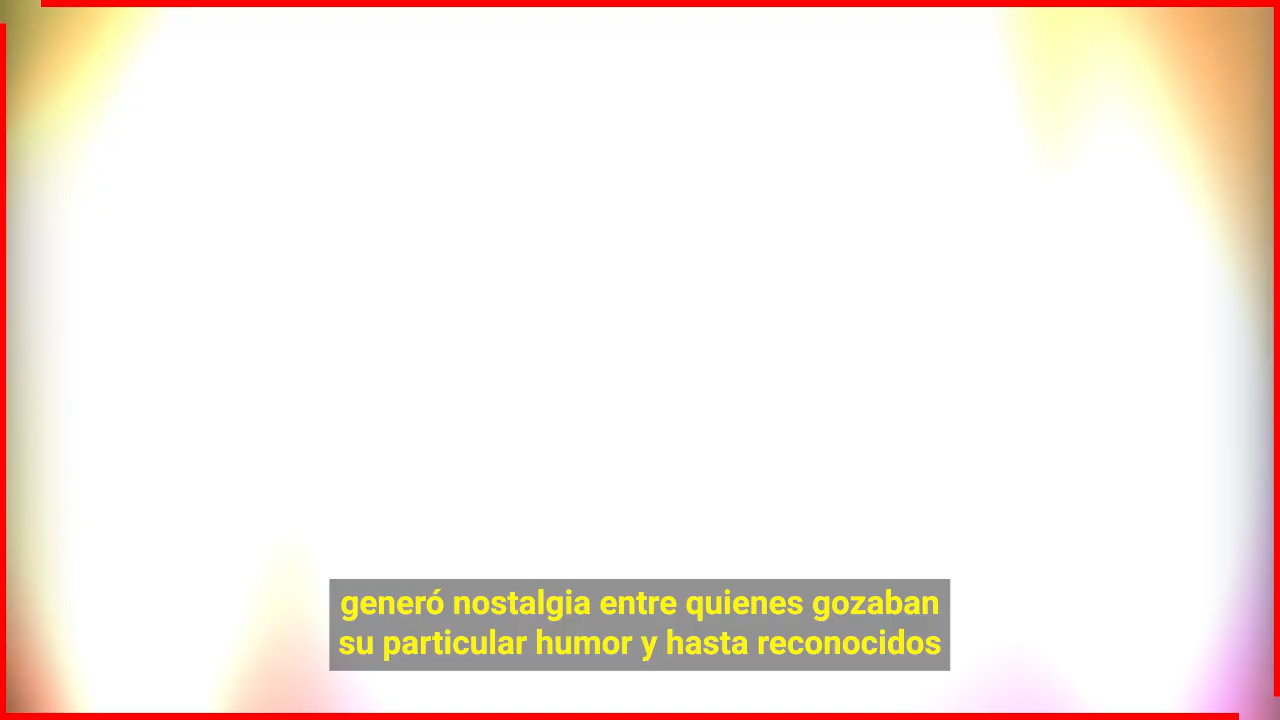 generó nostalgia entre quienes gozaban
su particular humor y hasta reconocidos